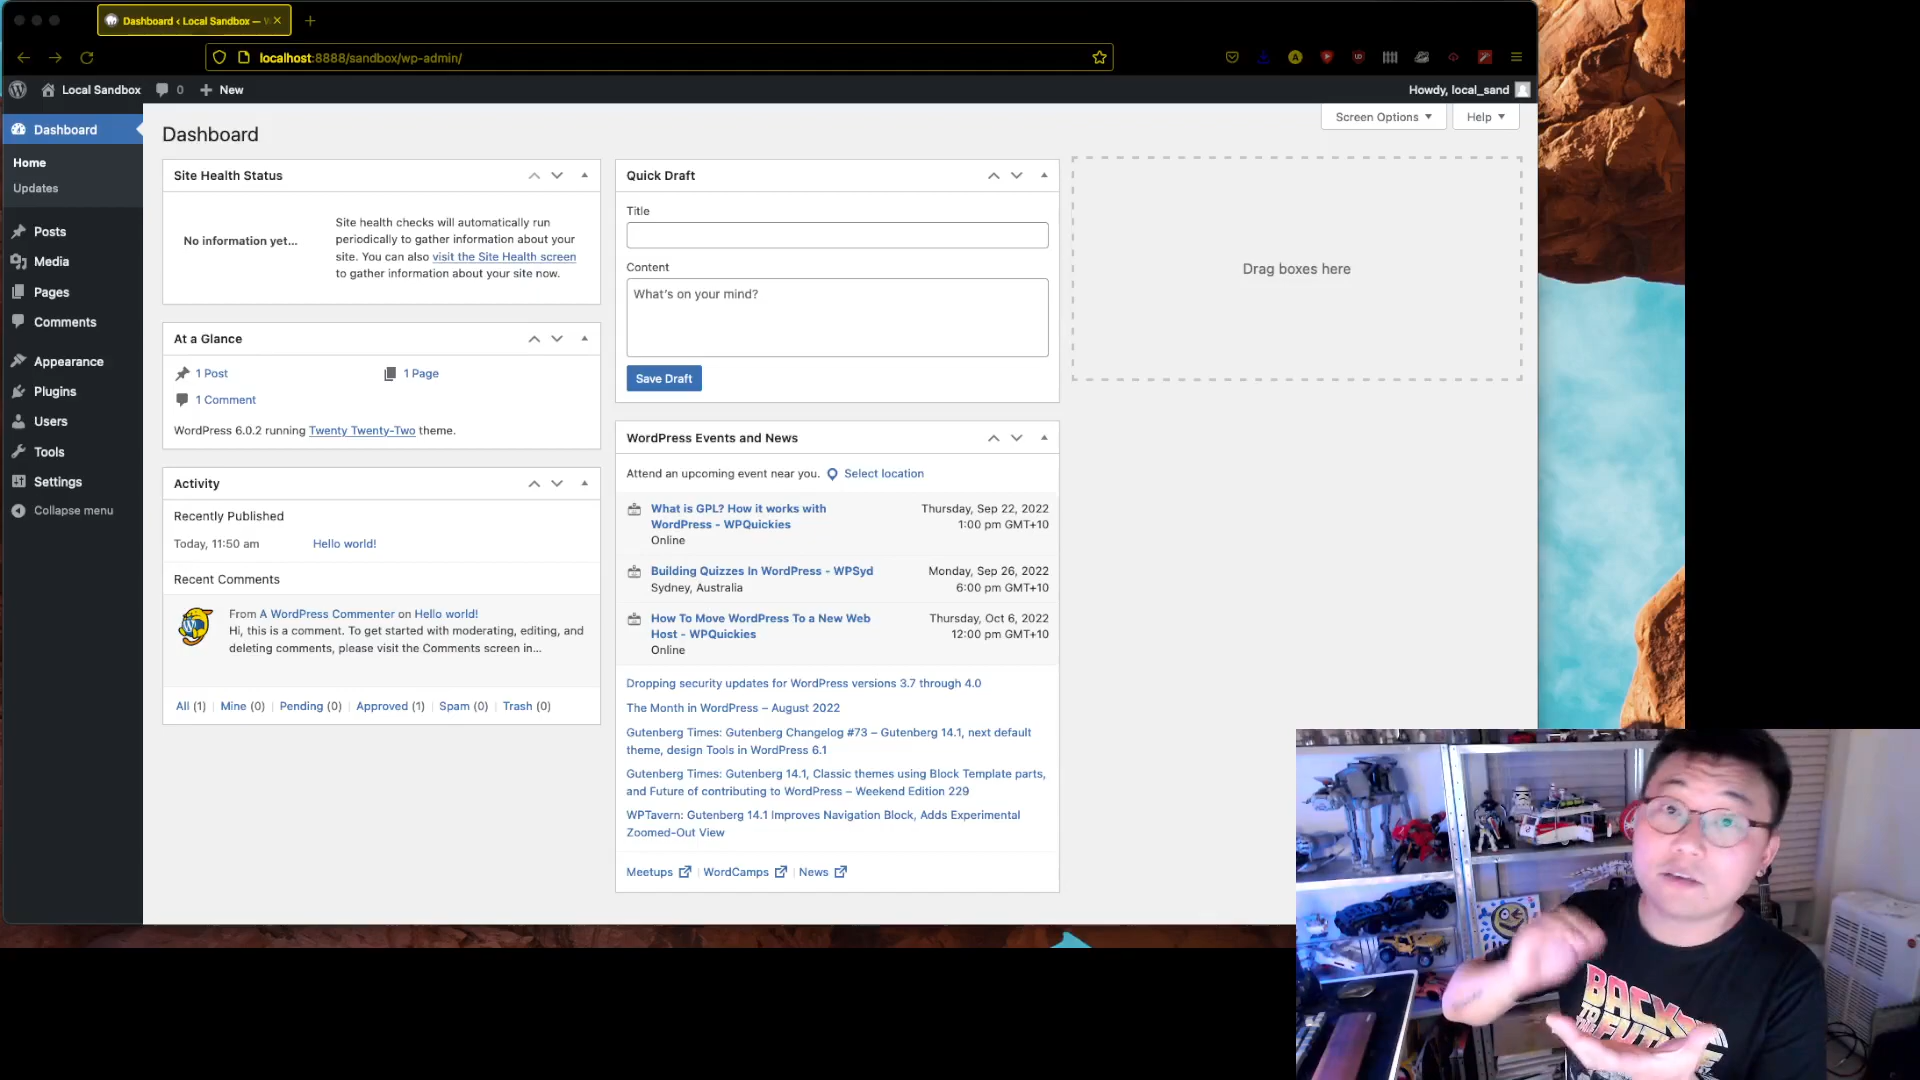 Dashboard ‹ Local Sandbox —
localhost:8888/sandbox/wp-admin/
Local Sandbox
0
New
Howdy, local_sand
Dashboard
Home
Updates
Posts
Media
Pages
Comments
Appearance
Plugins
Users
Tools
Settings
Collapse menu
Dashboard
Screen Options
Help
Site Health Status
No information yet...
Site health checks will automatically run
periodically to gather information about your
site. You can also visit the Site Health screen
to gather information about your site now.
At a Glance
1 Post
1 Page
1 Comment
WordPress 6.0.2 running Twenty Twenty-Two theme.
Activity
Recently Published
Today, 11:50 am
Hello world!
Recent Comments
From A WordPress Commenter on Hello world!
Hi, this is a comment. To get started with moderating, editing, and
deleting comments, please visit the Comments screen in...
All (1) | Mine (0) | Pending (0) | Approved (1) | Spam (0) | Trash (0)
Quick Draft
Title
Content
What's on your mind?
Save Draft
WordPress Events and News
Attend an upcoming event near you.
Select location
What is GPL? How it works with
WordPress - WPQuickies
Online
Thursday, Sep 22, 2022
1:00 pm GMT+10
Building Quizzes In WordPress - WPSyd
Sydney, Australia
Monday, Sep 26, 2022
6:00 pm GMT+10
How To Move WordPress To a New Web
Host - WPQuickies
Online
Thursday, Oct 6, 2022
12:00 pm GMT+10
Dropping security updates for WordPress versions 3.7 through 4.0
The Month in WordPress – August 2022
Gutenberg Times: Gutenberg Changelog #73 – Gutenberg 14.1, next default
theme, design Tools in WordPress 6.1
Gutenberg Times: Gutenberg 14.1, Classic themes using Block Template parts,
and Future of contributing to WordPress – Weekend Edition 229
WPTavern: Gutenberg 14.1 Improves Navigation Block, Adds Experimental
Zoomed-Out View
Meetups | WordCamps | News
Drag boxes here
BACK
TO THE
FUTURE